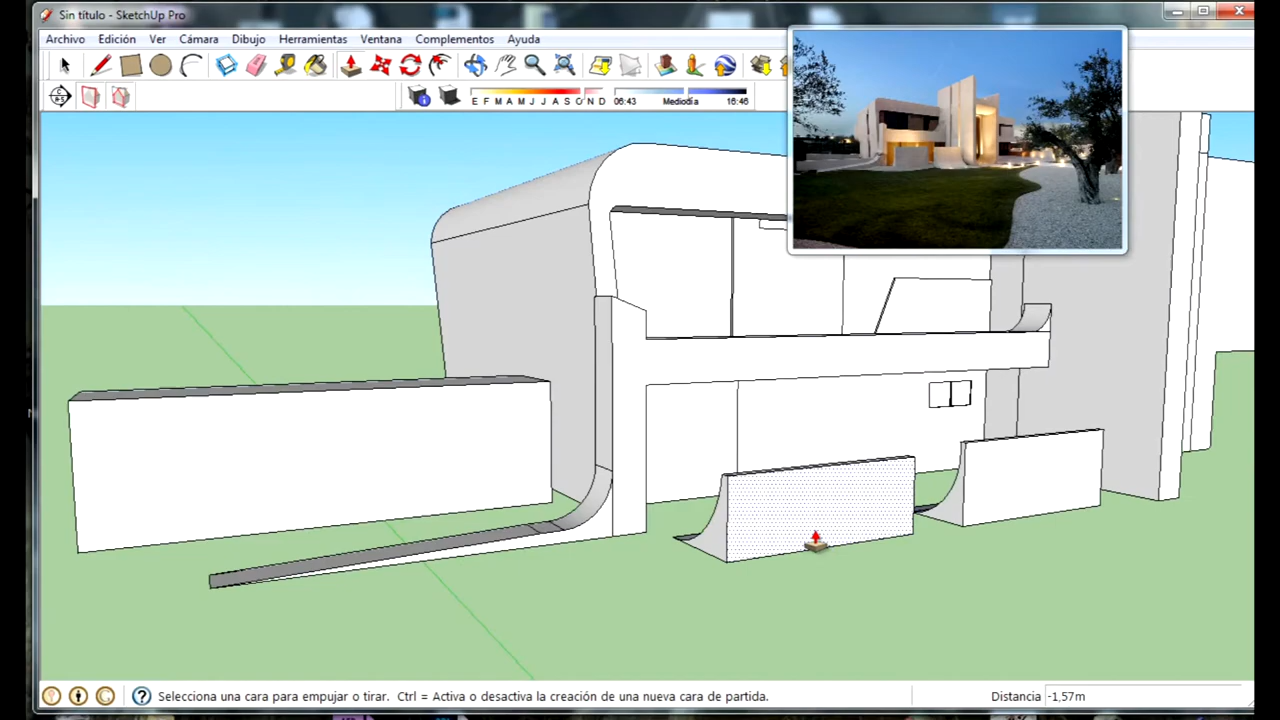 Sin título - SketchUp Pro
Archivo Edición Ver Cámara Dibujo Herramientas Ventana Complementos Ayuda
E F M A M J J A S O N D 06:43 Mediodía 16:46
Selecciona una cara para empujar o tirar. Ctrl = Activa o desactiva la creación de una nueva cara de partida. Distancia -1,57m